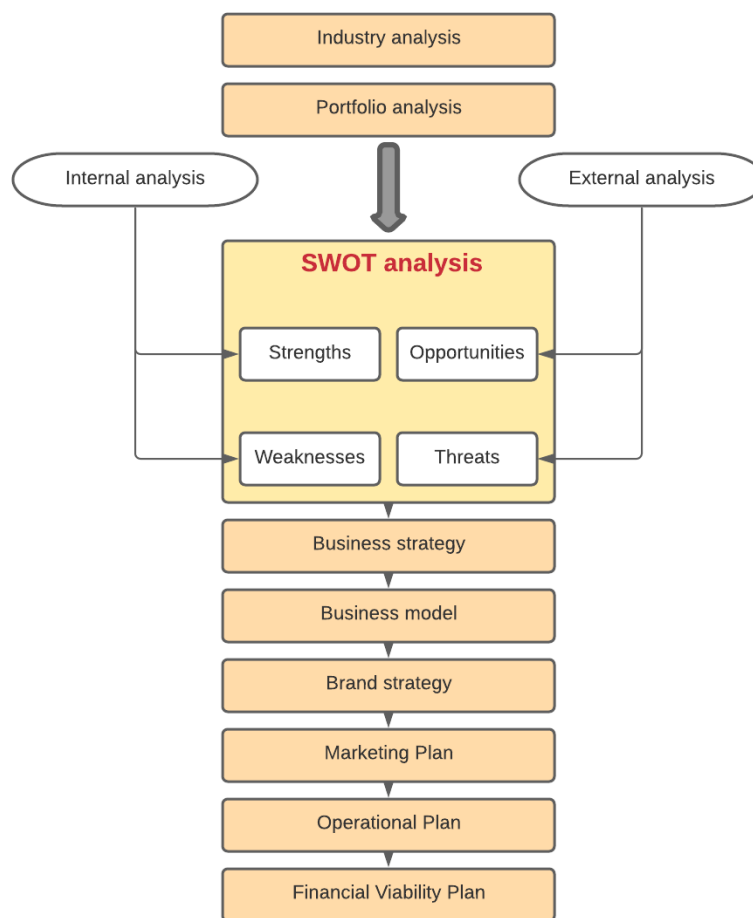 Industry analysis
Portfolio analysis
Internal analysis
External analysis
SWOT analysis
Strengths
Opportunities
Weaknesses
Threats
Business strategy
Business model
Brand strategy
Marketing Plan
Operational Plan
Financial Viability Plan